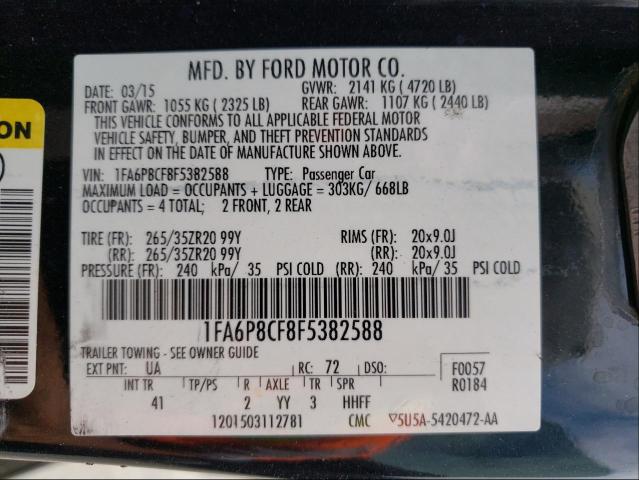 MFD. BY FORD MOTOR CO.
DATE: 03/15 GVWR: 2141 KG (4720 LB)
FRONT GAWR: 1055 KG (2325 LB) REAR GAWR: 1107 KG (2440 LB)
THIS VEHICLE CONFORMS TO ALL APPLICABLE FEDERAL MOTOR
VEHICLE SAFETY, BUMPER, AND THEFT PREVENTION STANDARDS
IN EFFECT ON THE DATE OF MANUFACTURE SHOWN ABOVE.
VIN: 1FA6P8CF8F5382588 TYPE: Passenger Car
MAXIMUM LOAD = OCCUPANTS + LUGGAGE = 303KG/ 668LB
OCCUPANTS = 4 TOTAL; 2 FRONT, 2 REAR
TIRE (FR): 265/35ZR20 99Y RIMS (FR): 20x9.0J
(RR): 265/35ZR20 99Y (RR): 20x9.0J
PRESSURE (FR): 240 kPa/ 35 PSI COLD (RR): 240 kPa/ 35 PSI COLD
1FA6P8CF8F5382588
TRAILER TOWING - SEE OWNER GUIDE
EXT PNT: UA RC: 72 DSO: F0057
R0184
INT TR TP/PS R AXLE TR SPR
41 2 YY 3 HHFF
1201503112781 CMC ▽5U5A-5420472-AA
ON